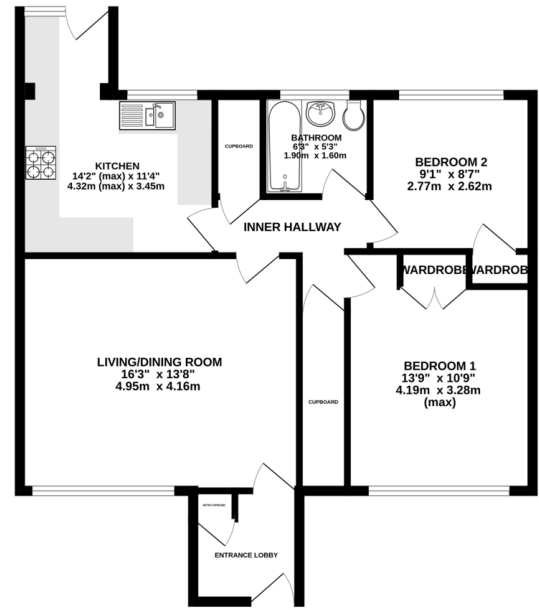 KITCHEN
14'2" (max) x 11'4"
4.32m (max) x 3.45m
CUPBOARD
BATHROOM
6'3" x 5'3"
1.90m x 1.60m
BEDROOM 2
9'1" x 8'7"
2.77m x 2.62m
INNER HALLWAY
WARDROBE
WARDROB
LIVING/DINING ROOM
16'3" x 13'8"
4.95m x 4.16m
BEDROOM 1
13'9" x 10'9"
4.19m x 3.28m
(max)
CUPBOARD
ENTRANCE LOBBY